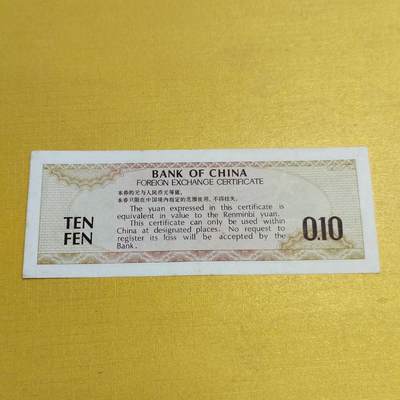 BANK OF CHINA
FOREIGN EXCHANGE CERTIFICATE
本券的元与人民币元等值。
本券只限在中国境内指定的范围使用,不得挂失。
TEN
FEN
The yuan expressed in this certificate is
equivalent in value to the Renminbi yuan.
This certificate can only be used within
China at designated places. No request to
register its loss will be accepted by the
Bank.
0.10